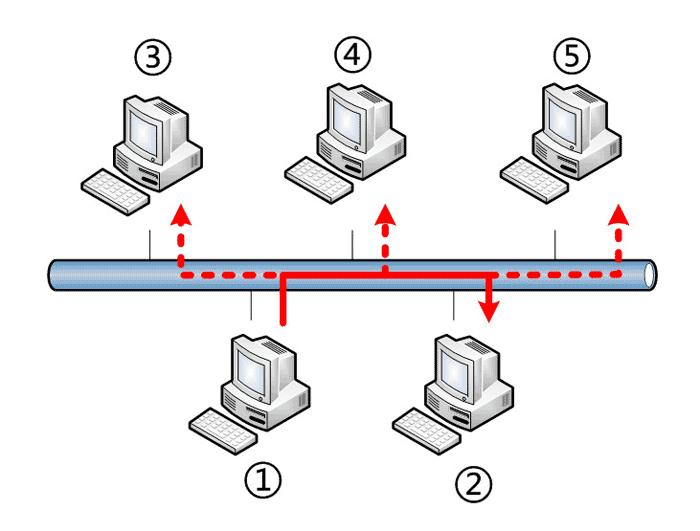 ③ ④ ⑤
① ②